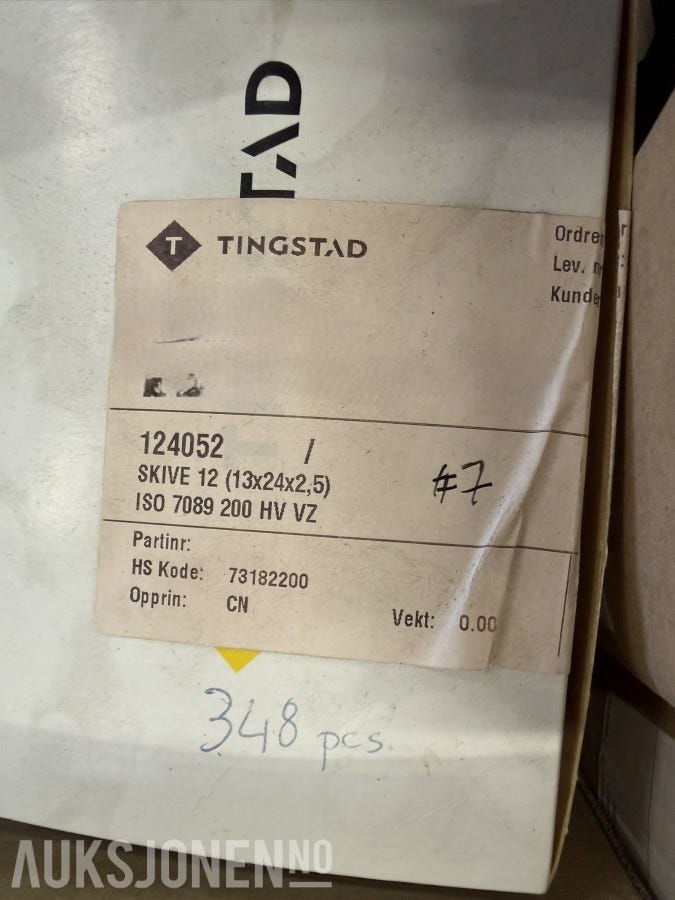 TAD
T TINGSTAD
Ordre
Lev. n
Kunde
124052 /
SKIVE 12 (13x24x2,5)
ISO 7089 200 HV VZ
#7
Partinr:
HS Kode: 73182200
Opprin: CN
Vekt: 0.00
348 pcs.
AUKSJONEN.NO